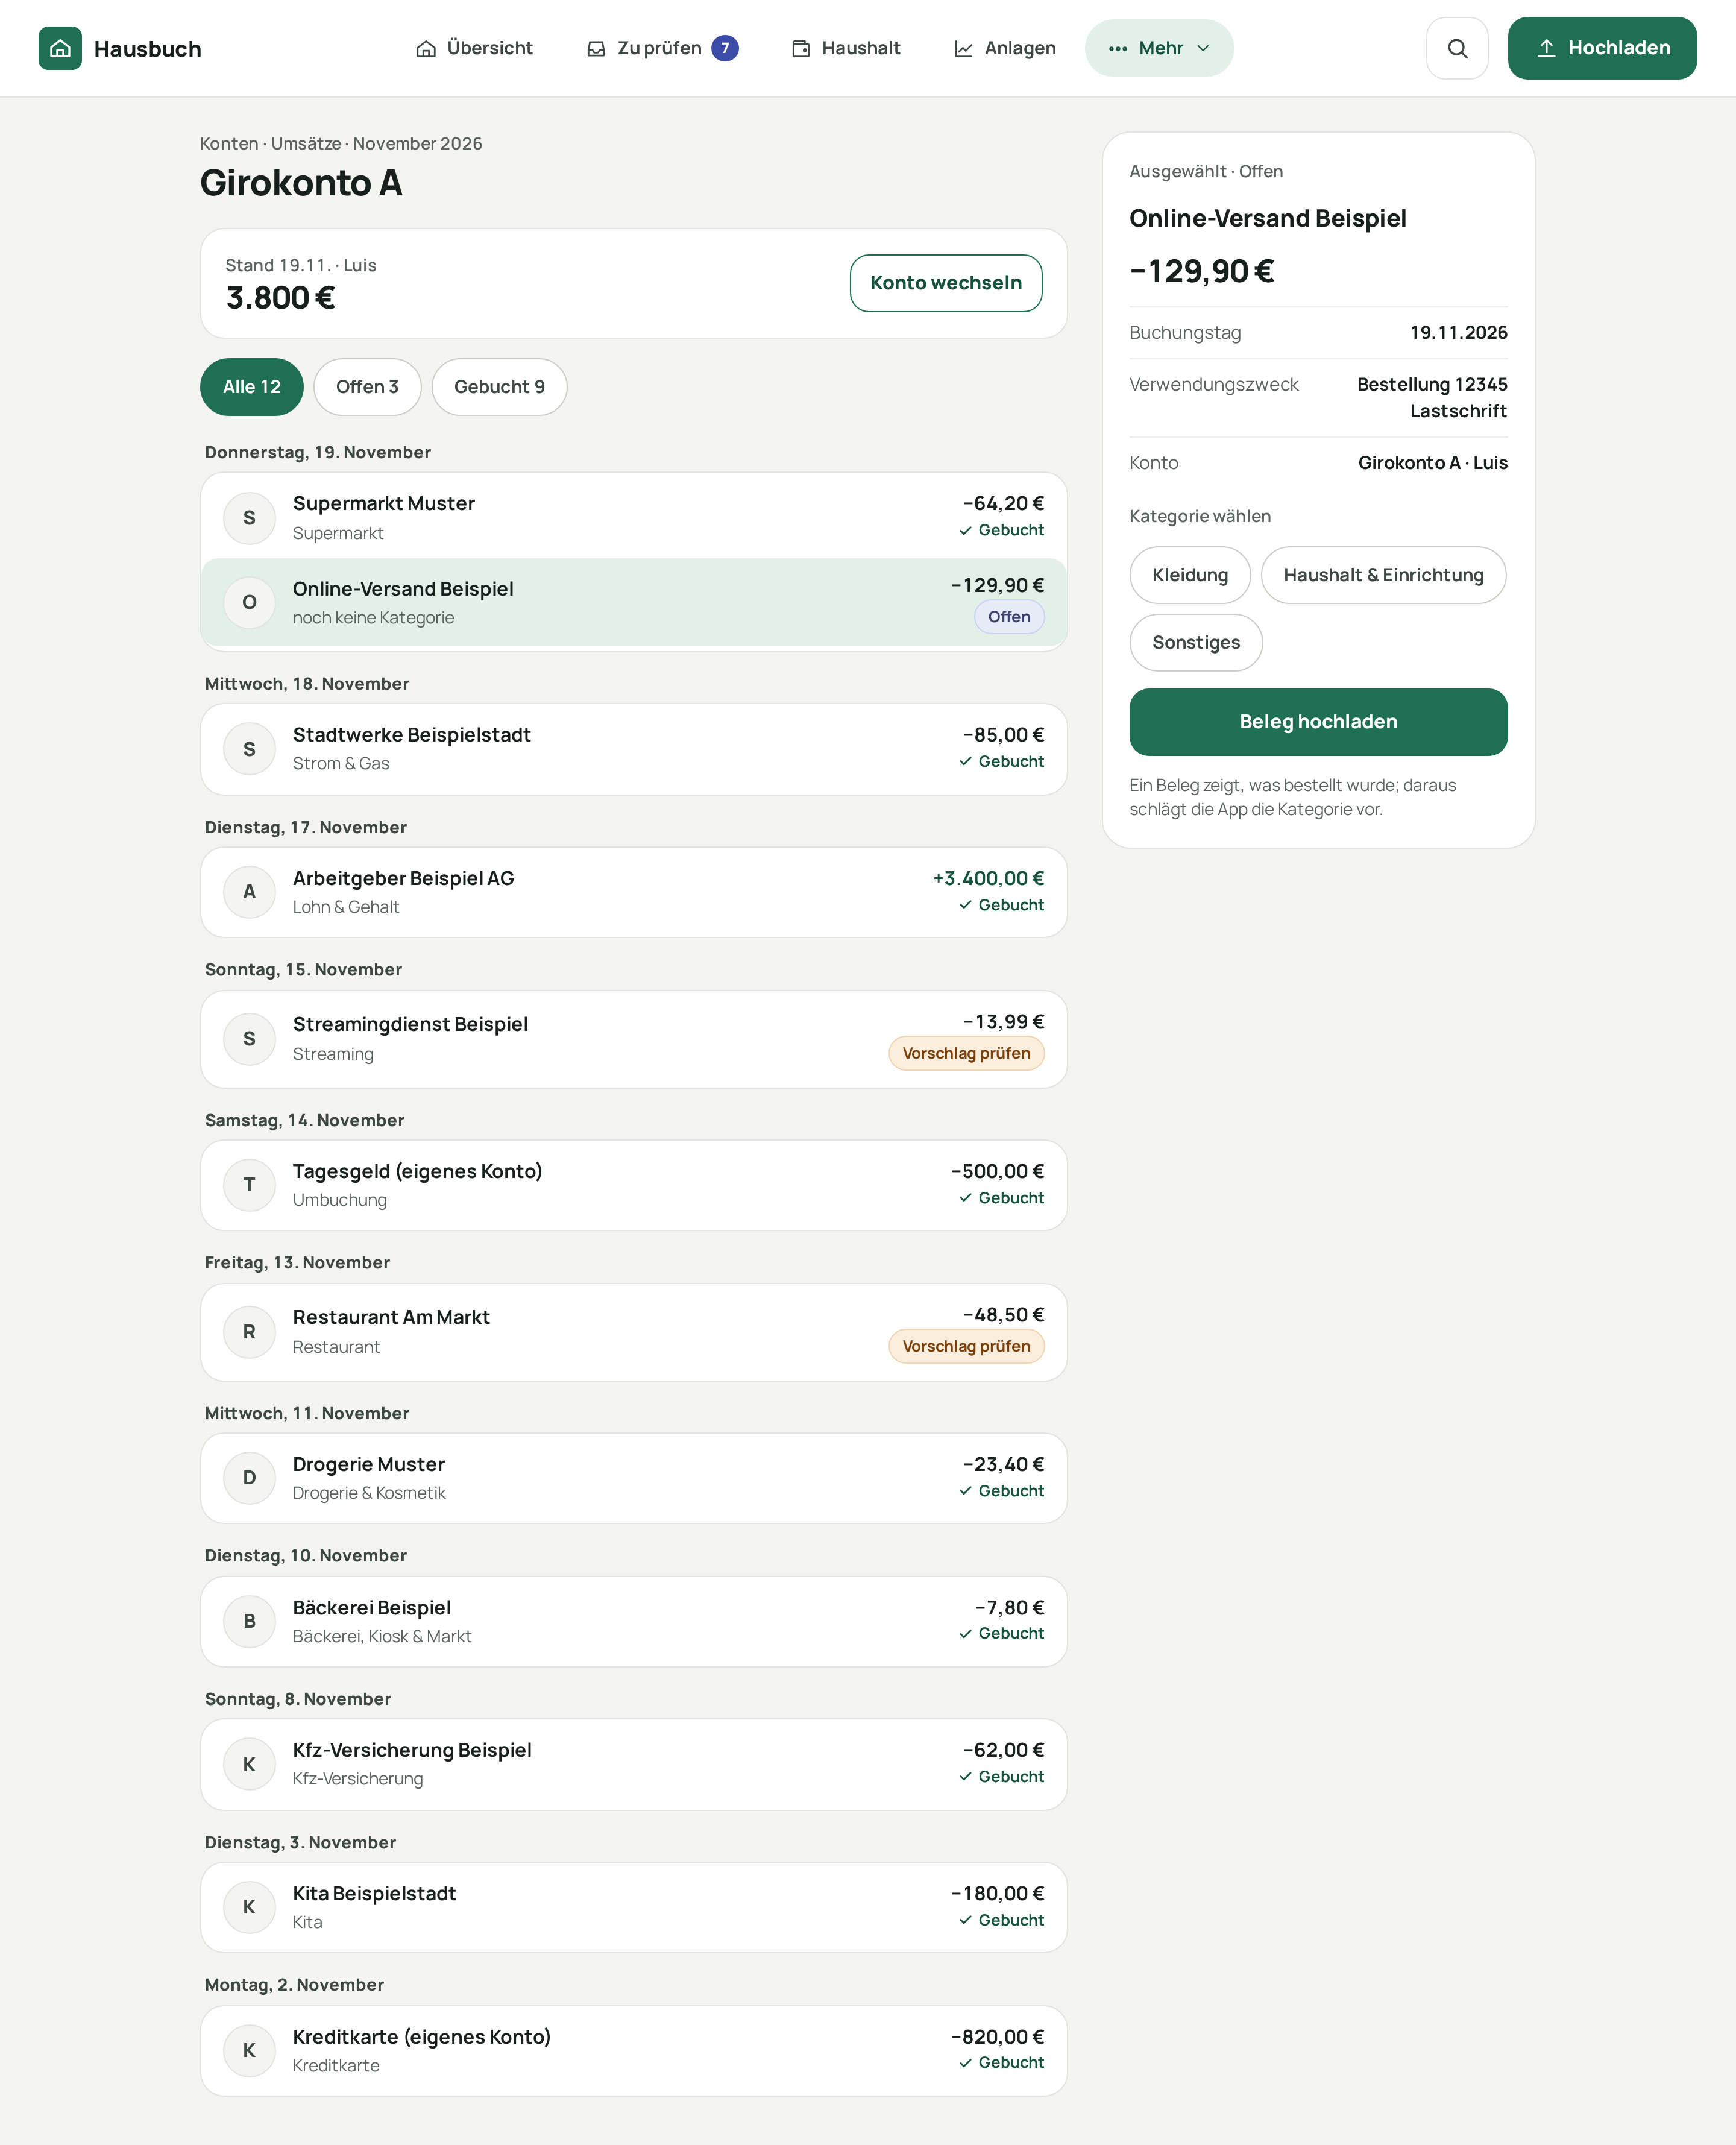 Hausbuch
Übersicht
Zu prüfen 7
Haushalt
Anlagen
Mehr
Hochladen
Konten · Umsätze · November 2026
Girokonto A
Stand 19.11. · Luis
3.800 €
Konto wechseln
Alle 12
Offen 3
Gebucht 9
Donnerstag, 19. November
S
Supermarkt Muster
Supermarkt
−64,20 €
Gebucht
O
Online-Versand Beispiel
noch keine Kategorie
−129,90 €
Offen
Mittwoch, 18. November
S
Stadtwerke Beispielstadt
Strom & Gas
−85,00 €
Gebucht
Dienstag, 17. November
A
Arbeitgeber Beispiel AG
Lohn & Gehalt
+3.400,00 €
Gebucht
Sonntag, 15. November
S
Streamingdienst Beispiel
Streaming
−13,99 €
Vorschlag prüfen
Samstag, 14. November
T
Tagesgeld (eigenes Konto)
Umbuchung
−500,00 €
Gebucht
Freitag, 13. November
R
Restaurant Am Markt
Restaurant
−48,50 €
Vorschlag prüfen
Mittwoch, 11. November
D
Drogerie Muster
Drogerie & Kosmetik
−23,40 €
Gebucht
Dienstag, 10. November
B
Bäckerei Beispiel
Bäckerei, Kiosk & Markt
−7,80 €
Gebucht
Sonntag, 8. November
K
Kfz-Versicherung Beispiel
Kfz-Versicherung
−62,00 €
Gebucht
Dienstag, 3. November
K
Kita Beispielstadt
Kita
−180,00 €
Gebucht
Montag, 2. November
K
Kreditkarte (eigenes Konto)
Kreditkarte
−820,00 €
Gebucht
Ausgewählt · Offen
Online-Versand Beispiel
−129,90 €
Buchungstag 19.11.2026
Verwendungszweck Bestellung 12345
Lastschrift
Konto Girokonto A · Luis
Kategorie wählen
Kleidung
Haushalt & Einrichtung
Sonstiges
Beleg hochladen
Ein Beleg zeigt, was bestellt wurde; daraus
schlägt die App die Kategorie vor.